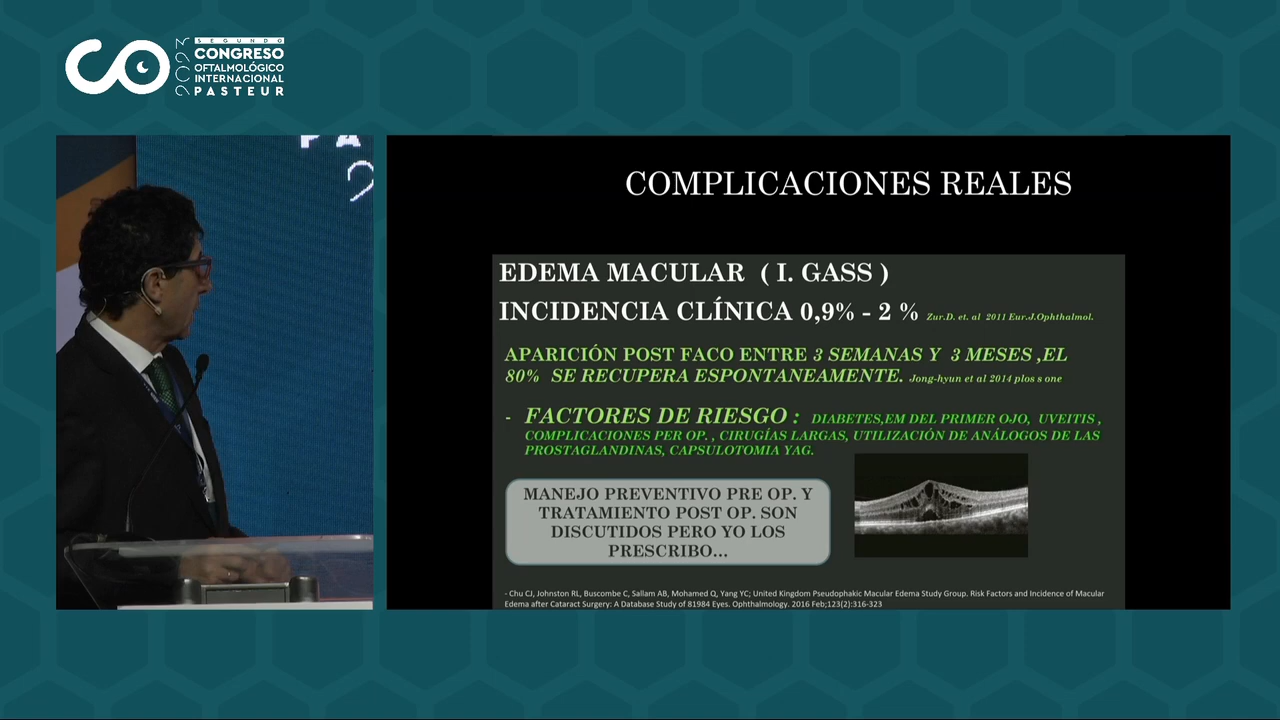 SEGUNDO
CONGRESO
OFTALMOLÓGICO
INTERNACIONAL
PASTEUR
2023
PA
2
COMPLICACIONES REALES
EDEMA MACULAR ( I. GASS )
INCIDENCIA CLÍNICA 0,9% - 2 % Zur.D. et. al 2011 Eur.J.Ophthalmol.
APARICIÓN POST FACO ENTRE 3 SEMANAS Y 3 MESES ,EL
80% SE RECUPERA ESPONTANEAMENTE. Jong-hyun et al 2014 plos s one
- FACTORES DE RIESGO : DIABETES,EM DEL PRIMER OJO, UVEITIS ,
COMPLICACIONES PER OP. , CIRUGÍAS LARGAS, UTILIZACIÓN DE ANÁLOGOS DE LAS
PROSTAGLANDINAS, CAPSULOTOMIA YAG.
MANEJO PREVENTIVO PRE OP. Y
TRATAMIENTO POST OP. SON
DISCUTIDOS PERO YO LOS
PRESCRIBO...
- Chu CJ, Johnston RL, Buscombe C, Sallam AB, Mohamed Q, Yang YC; United Kingdom Pseudophakic Macular Edema Study Group. Risk Factors and Incidence of Macular
Edema after Cataract Surgery: A Database Study of 81984 Eyes. Ophthalmology. 2016 Feb;123(2):316-323